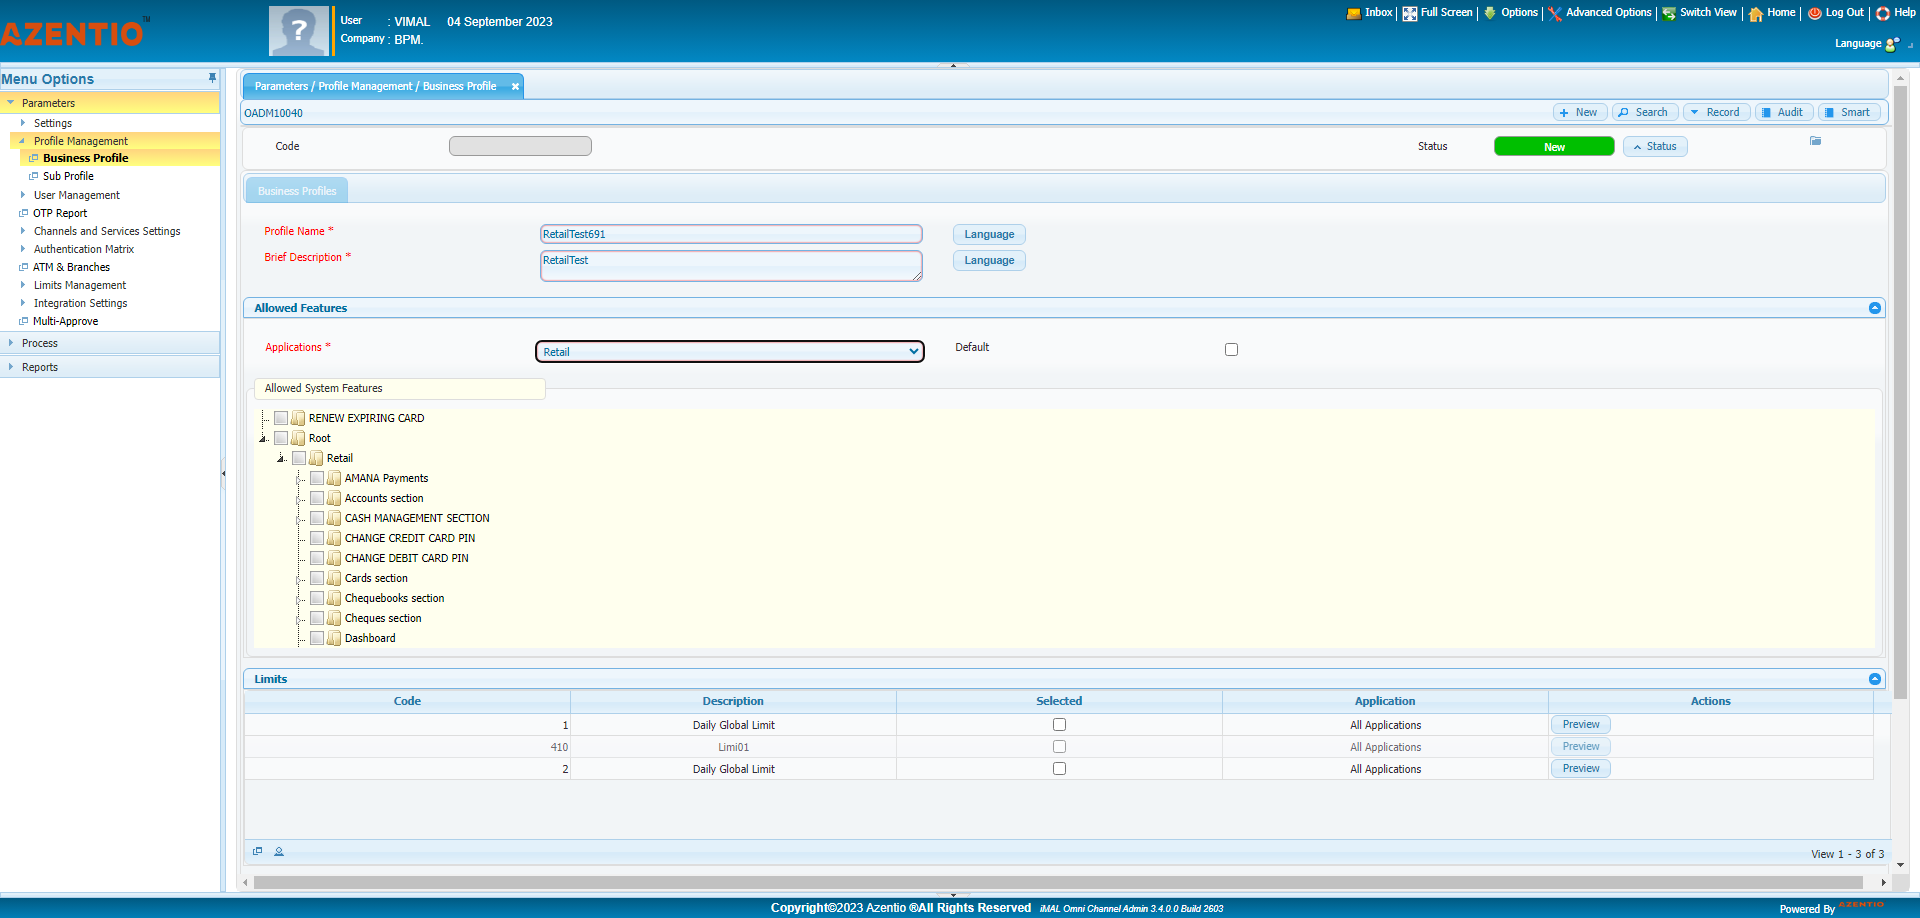 AZENTIO™
User : VIMAL 04 September 2023
Company : BPM.
Inbox Full Screen Options Advanced Options Switch View Home Log Out Help
Language
Menu Options
Parameters
Settings
Profile Management
Business Profile
Sub Profile
User Management
OTP Report
Channels and Services Settings
Authentication Matrix
ATM & Branches
Limits Management
Integration Settings
Multi-Approve
Process
Reports
Parameters / Profile Management / Business Profile
OADM10040
New Search Record Audit Smart
Code Status New Status
Business Profiles
Profile Name * RetailTest691 Language
Brief Description * RetailTest Language
Allowed Features
Applications * Retail Default
Allowed System Features
RENEW EXPIRING CARD
Root
Retail
AMANA Payments
Accounts section
CASH MANAGEMENT SECTION
CHANGE CREDIT CARD PIN
CHANGE DEBIT CARD PIN
Cards section
Chequebooks section
Cheques section
Dashboard
Limits
Code Description Selected Application Actions
1 Daily Global Limit All Applications Preview
410 Limi01 All Applications Preview
2 Daily Global Limit All Applications Preview
View 1 - 3 of 3
Copyright©2023 Azentio ®All Rights Reserved iMAL Omni Channel Admin 3.4.0.0 Build 2603
Powered By AZENTIO